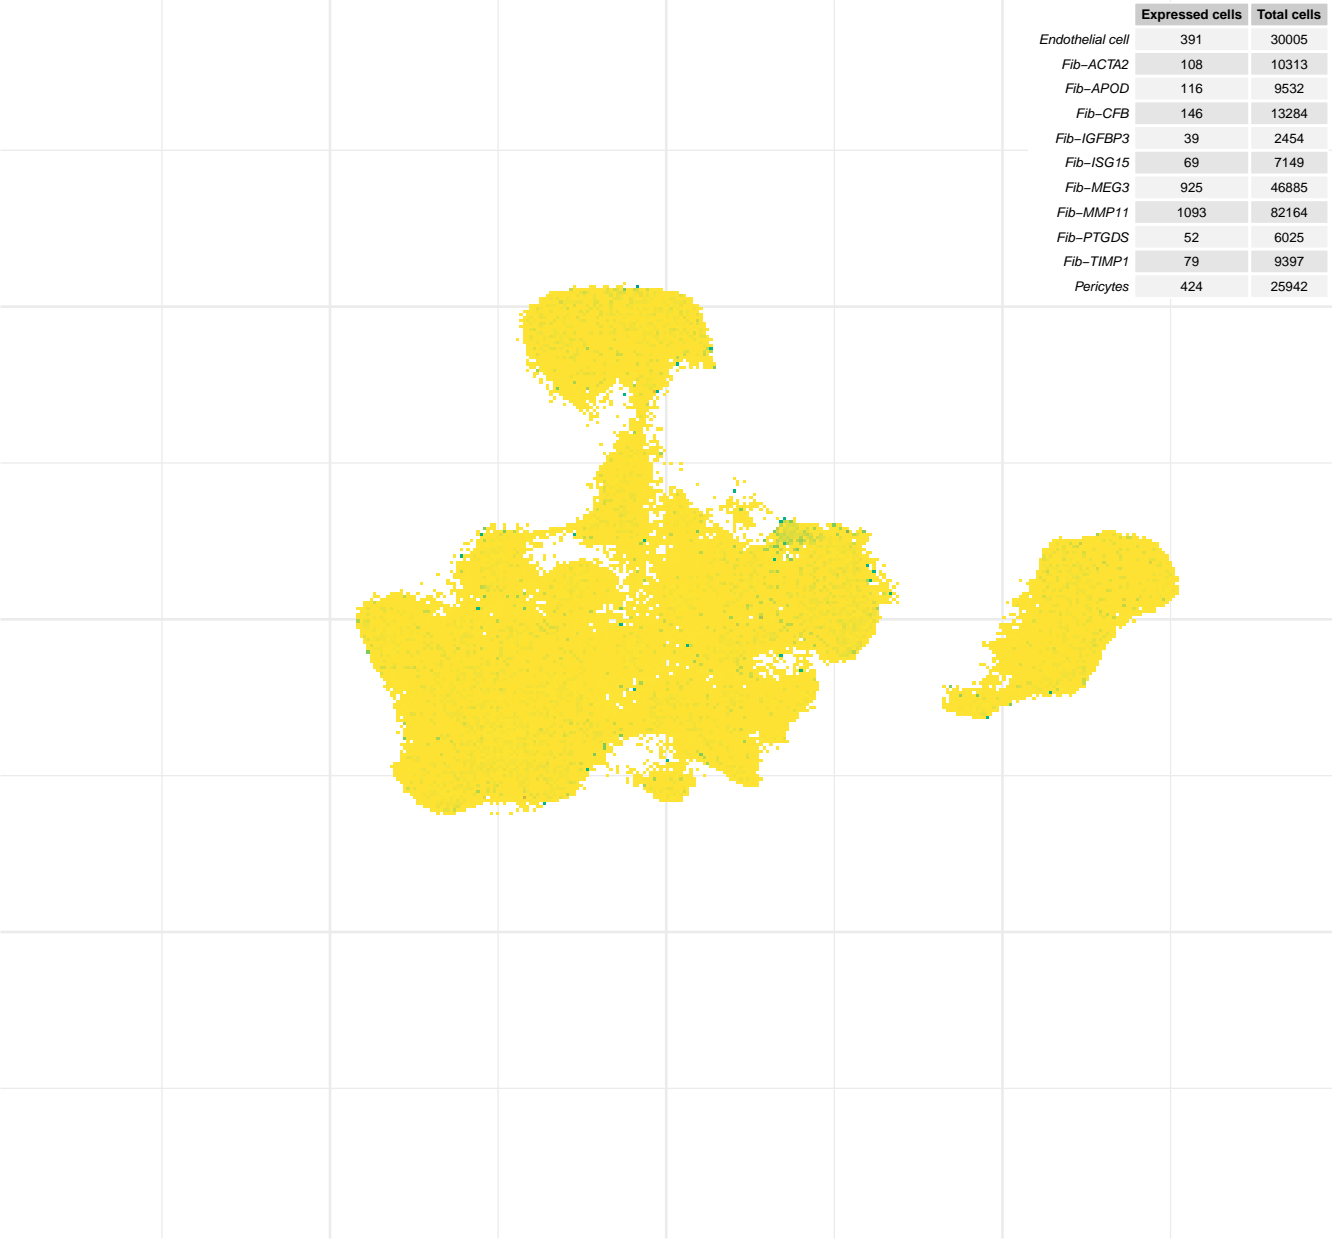 Expressed cells Total cells
Endothelial cell 391 30005
Fib−ACTA2 108 10313
Fib−APOD 116 9532
Fib−CFB 146 13284
Fib−IGFBP3 39 2454
Fib−ISG15 69 7149
Fib−MEG3 925 46885
Fib−MMP11 1093 82164
Fib−PTGDS 52 6025
Fib−TIMP1 79 9397
Pericytes 424 25942